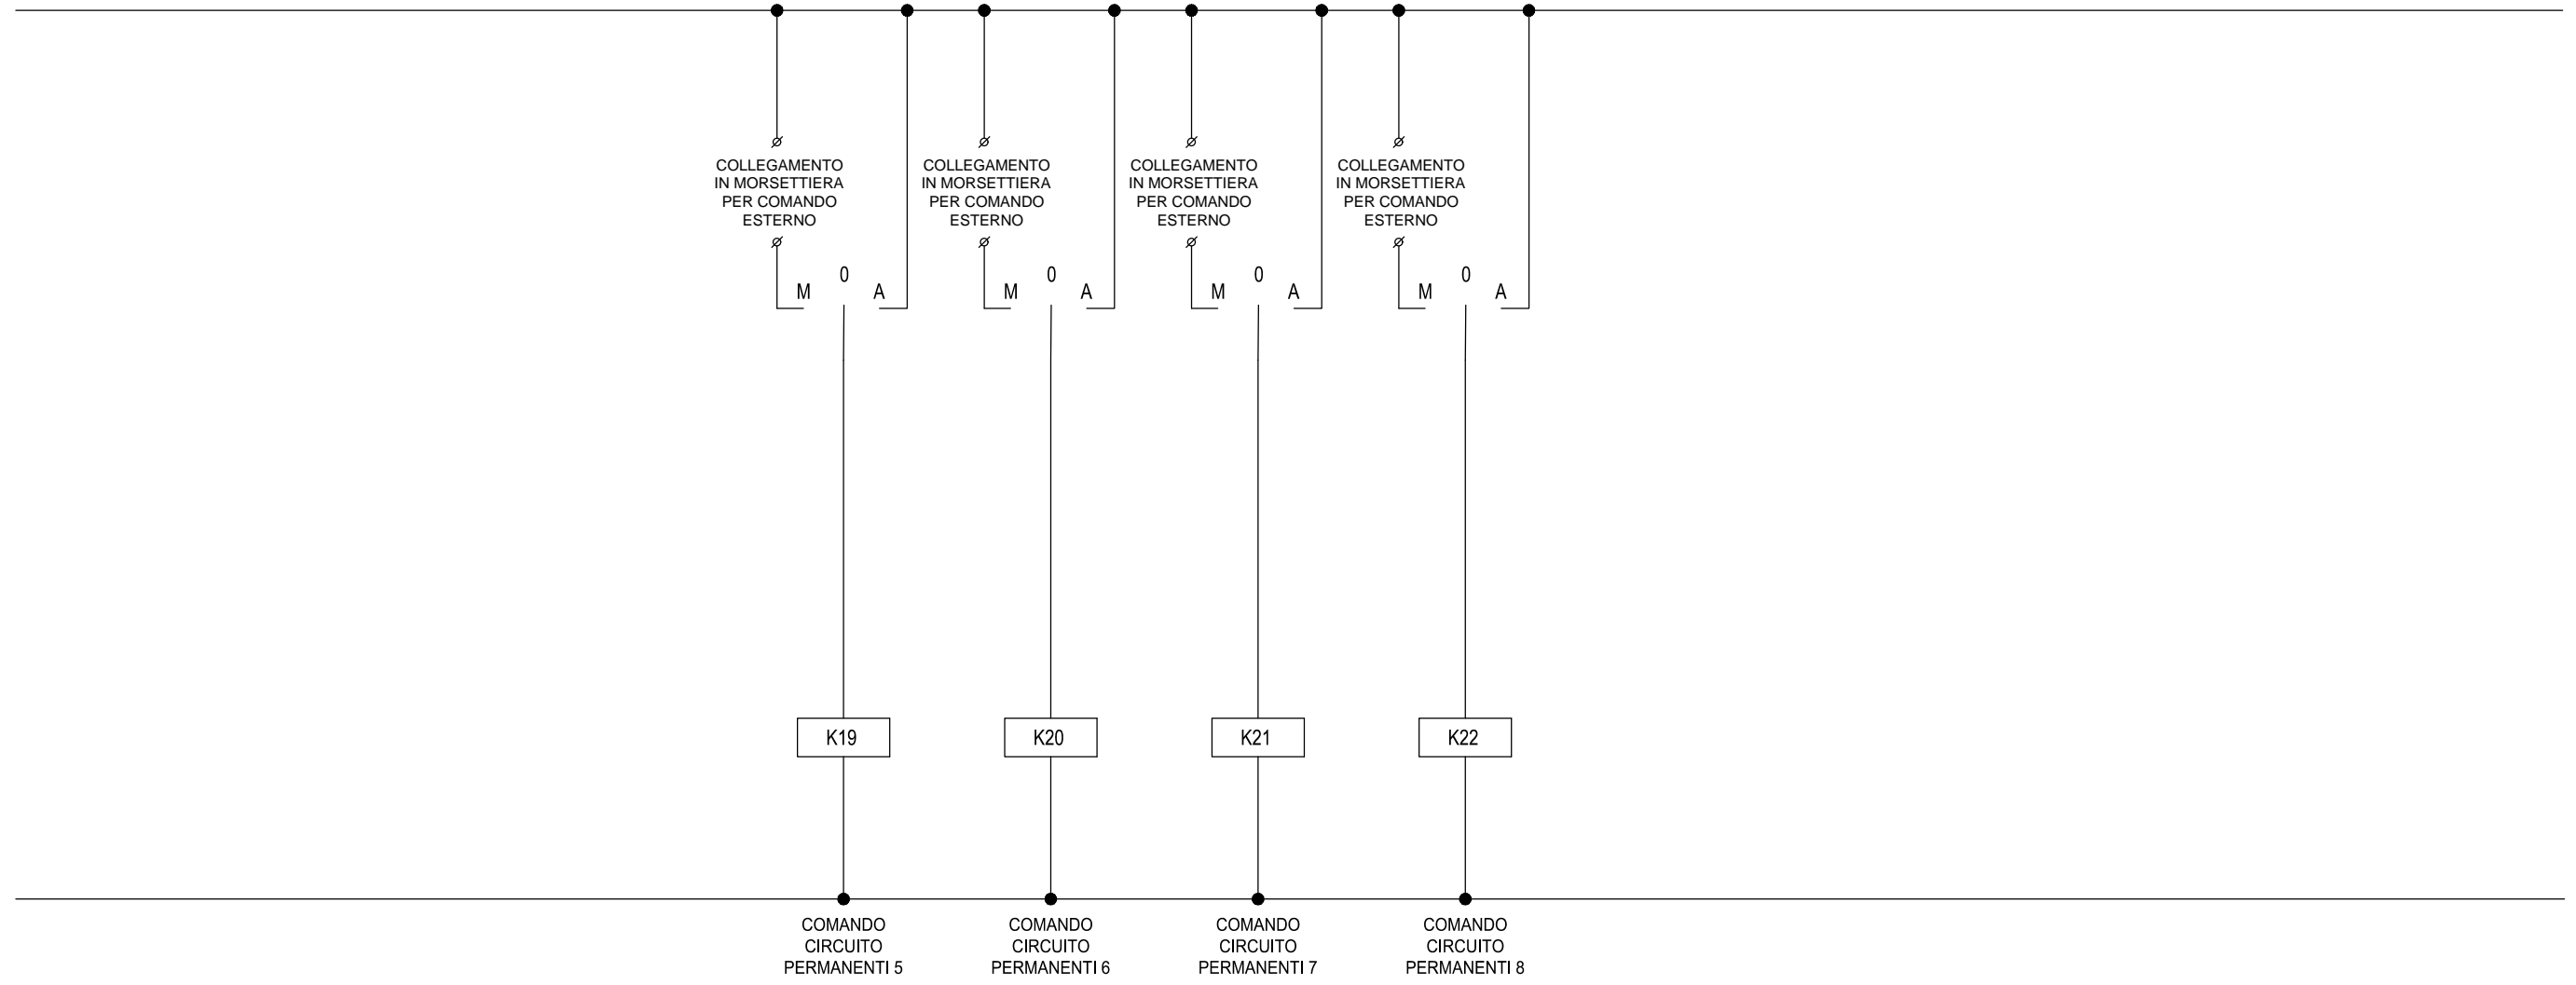 COLLEGAMENTO
IN MORSETTIERA
PER COMANDO
ESTERNO
COLLEGAMENTO
IN MORSETTIERA
PER COMANDO
ESTERNO
COLLEGAMENTO
IN MORSETTIERA
PER COMANDO
ESTERNO
COLLEGAMENTO
IN MORSETTIERA
PER COMANDO
ESTERNO
M 0 A
M 0 A
M 0 A
M 0 A
K19
K20
K21
K22
COMANDO
CIRCUITO
PERMANENTI 5
COMANDO
CIRCUITO
PERMANENTI 6
COMANDO
CIRCUITO
PERMANENTI 7
COMANDO
CIRCUITO
PERMANENTI 8